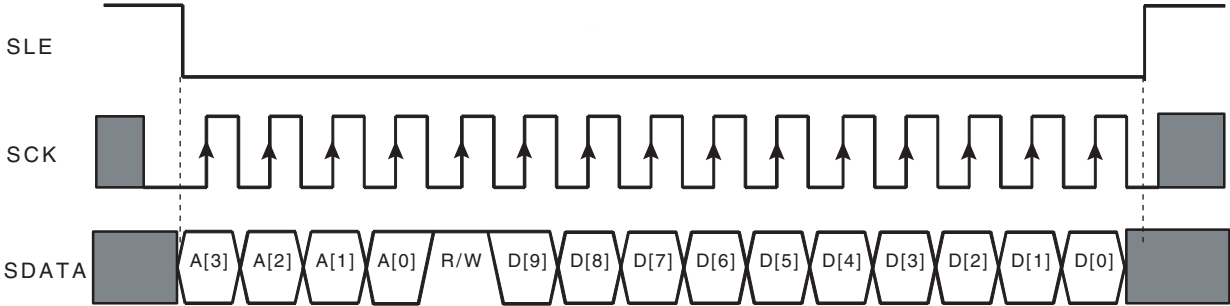 SLE
SCK
SDATA A[3] A[2] A[1] A[0] R/W D[9] D[8] D[7] D[6] D[5] D[4] D[3] D[2] D[1] D[0]